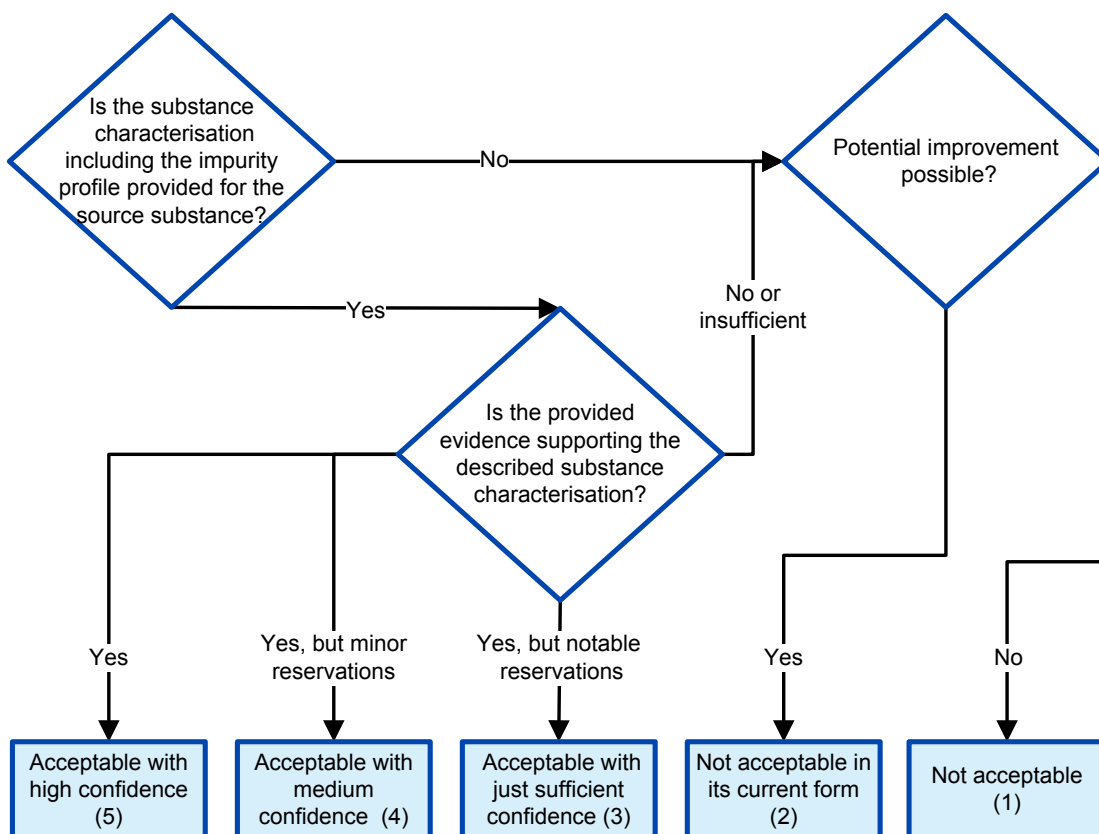 Is the substance
characterisation
including the impurity
profile provided for the
source substance?
No
Potential improvement
possible?
Yes
No or
insufficient
Is the provided
evidence supporting the
described substance
characterisation?
Yes
Yes, but minor
reservations
Yes, but notable
reservations
Yes
No
Acceptable with
high confidence
(5)
Acceptable with
medium
confidence (4)
Acceptable with
just sufficient
confidence (3)
Not acceptable in
its current form
(2)
Not acceptable
(1)